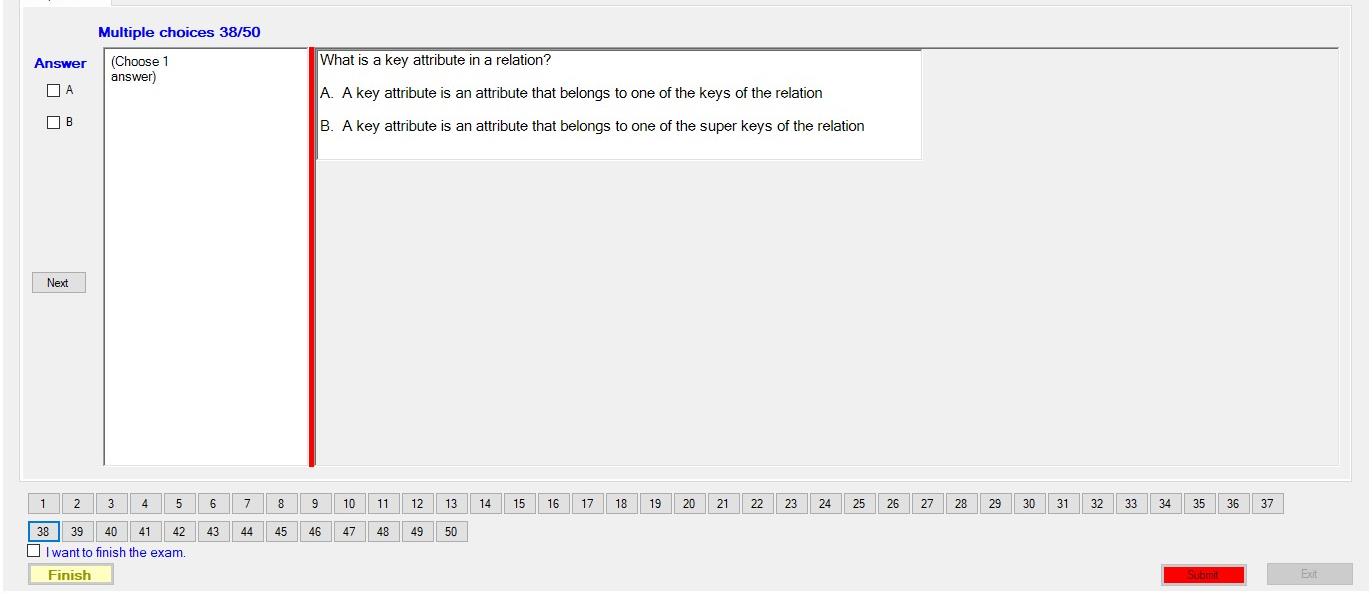 Multiple choices 38/50
Answer
(Choose 1
answer)
A
B
What is a key attribute in a relation?
A. A key attribute is an attribute that belongs to one of the keys of the relation
B. A key attribute is an attribute that belongs to one of the super keys of the relation
Next
1 2 3 4 5 6 7 8 9 10 11 12 13 14 15 16 17 18 19 20 21 22 23 24 25 26 27 28 29 30 31 32 33 34 35 36 37
38 39 40 41 42 43 44 45 46 47 48 49 50
I want to finish the exam.
Finish
Submit
Exit